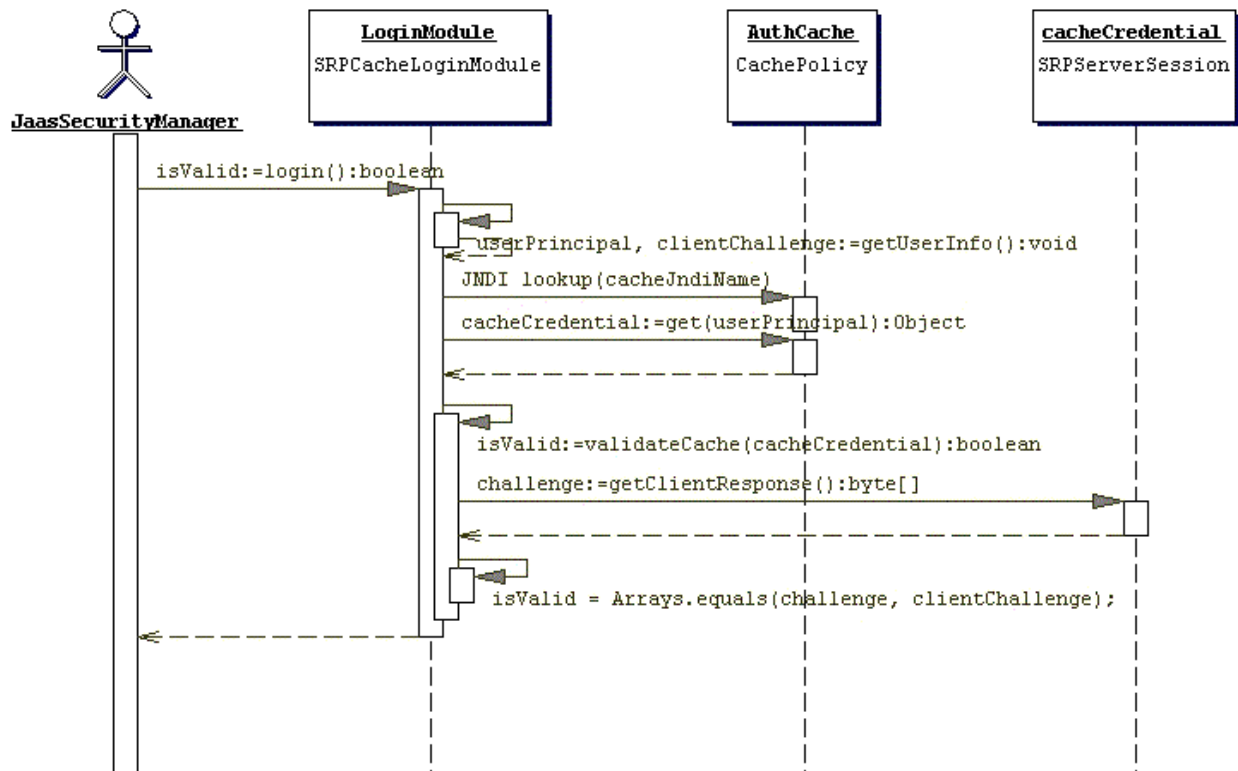 LoginModule
SRPCacheLoginModule
AuthCache
CachePolicy
cacheCredential
SRPServerSession
JaasSecurityManager
isValid:=login():boolean
userPrincipal, clientChallenge:=getUserInfo():void
JNDI lookup(cacheJndiName)
cacheCredential:=get(userPrincipal):Object
isValid:=validateCache(cacheCredential):boolean
challenge:=getClientResponse():byte[]
isValid = Arrays.equals(challenge, clientChallenge);